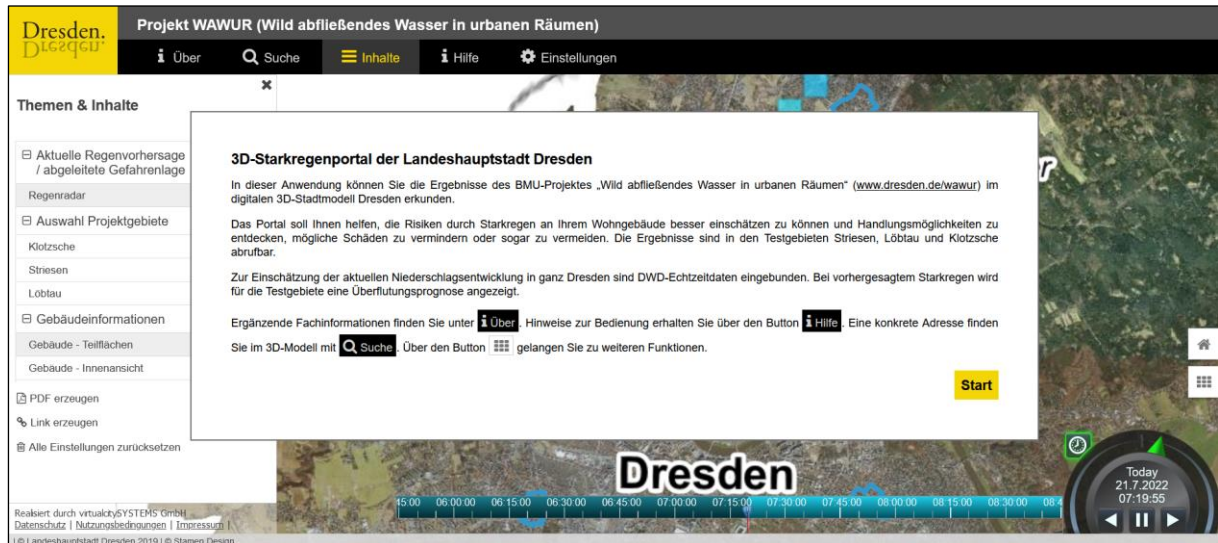 Dresden.
Dresden.
Projekt WAWUR (Wild abfließendes Wasser in urbanen Räumen)
Über
Suche
Inhalte
Hilfe
Einstellungen
Themen & Inhalte
Aktuelle Regenvorhersage
/ abgeleitete Gefahrenlage
Regenradar
Auswahl Projektgebiete
Klotzsche
Striesen
Löbtau
Gebäudeinformationen
Gebäude - Teilflächen
Gebäude - Innenansicht
PDF erzeugen
Link erzeugen
Alle Einstellungen zurücksetzen
3D-Starkregenportal der Landeshauptstadt Dresden
In dieser Anwendung können Sie die Ergebnisse des BMU-Projektes „Wild abfließendes Wasser in urbanen Räumen“ (www.dresden.de/wawur) im
digitalen 3D-Stadtmodell Dresden erkunden.
Das Portal soll Ihnen helfen, die Risiken durch Starkregen an Ihrem Wohngebäude besser einschätzen zu können und Handlungsmöglichkeiten zu
entdecken, mögliche Schäden zu vermindern oder sogar zu vermeiden. Die Ergebnisse sind in den Testgebieten Striesen, Löbtau und Klotzsche
abrufbar.
Zur Einschätzung der aktuellen Niederschlagsentwicklung in ganz Dresden sind DWD-Echtzeitdaten eingebunden. Bei vorhergesagtem Starkregen wird
für die Testgebiete eine Überflutungsprognose angezeigt.
Ergänzende Fachinformationen finden Sie unter Über. Hinweise zur Bedienung erhalten Sie über den Button Hilfe. Eine konkrete Adresse finden
Sie im 3D-Modell mit Suche. Über den Button gelangen Sie zu weiteren Funktionen.
Start
Dresden
45:00 06:00:00 06:15:00 06:30:00 06:45:00 07:00:00 07:15:00 07:30:00 07:45:00 08:00:00 08:15:00 08:30:00 08:4
Today
21.7.2022
07:19:55
Realisiert durch virtualcitySYSTEMS GmbH
Datenschutz | Nutzungsbedingungen | Impressum |
| © Landeshauptstadt Dresden 2019 | © Stamen Design